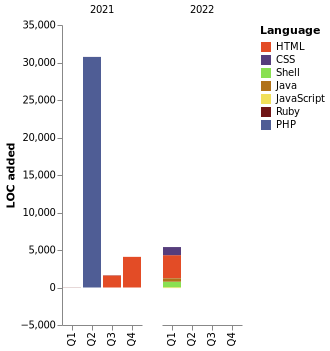 2021 2022
Language
HTML
CSS
Shell
Java
JavaScript
Ruby
PHP
LOC added
35,000
30,000
25,000
20,000
15,000
10,000
5,000
0
−5,000
Q1 Q2 Q3 Q4 Q1 Q2 Q3 Q4